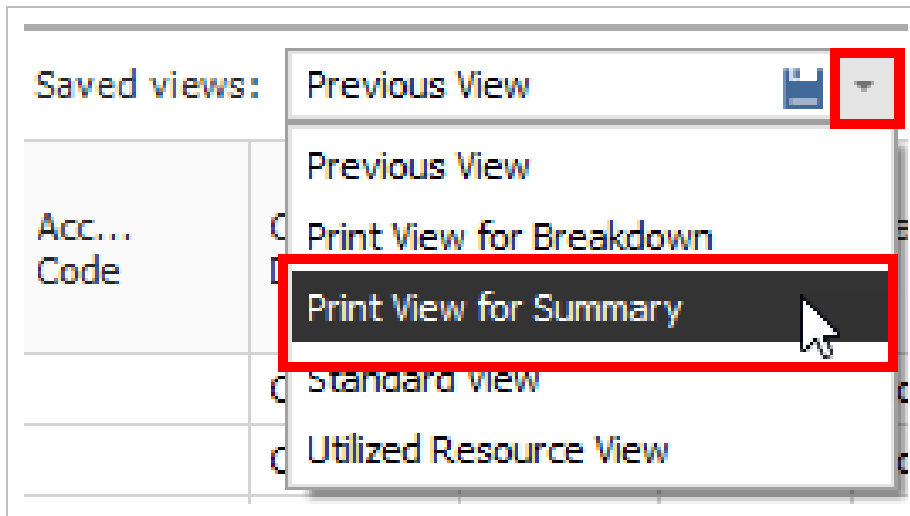 Saved views: Previous View
Previous View
Acc...
Code
Print View for Breakdown
Print View for Summary
Standard View
Utilized Resource View